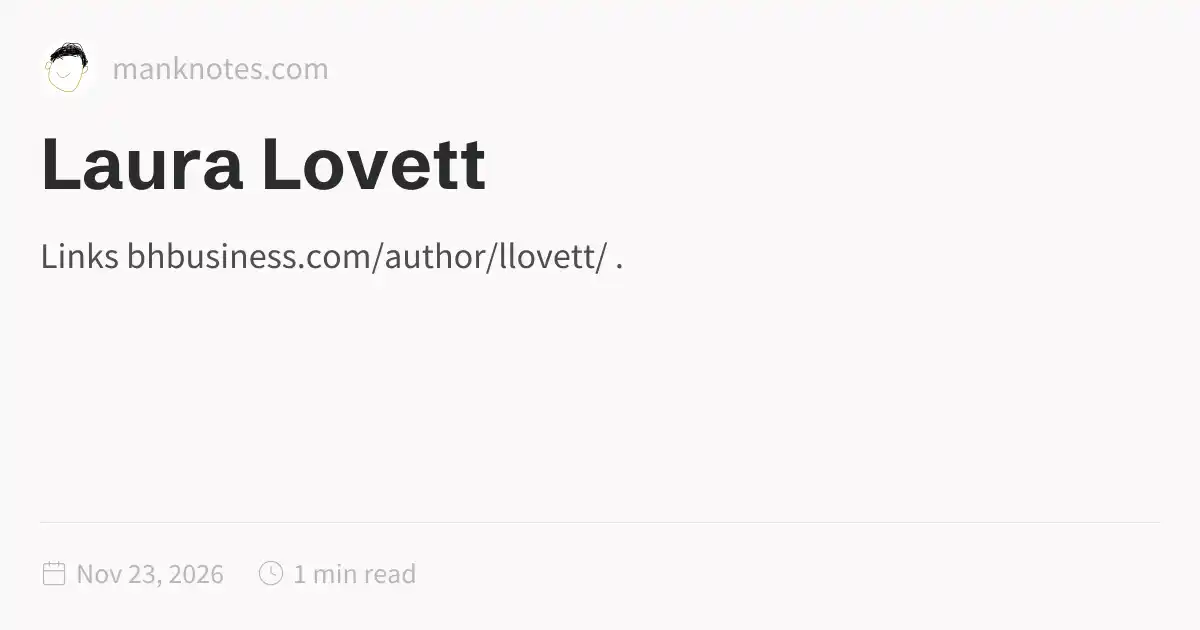 manknotes.com
Laura Lovett
Links bhbusiness.com/author/llovett/ .
Nov 23, 2026 1 min read